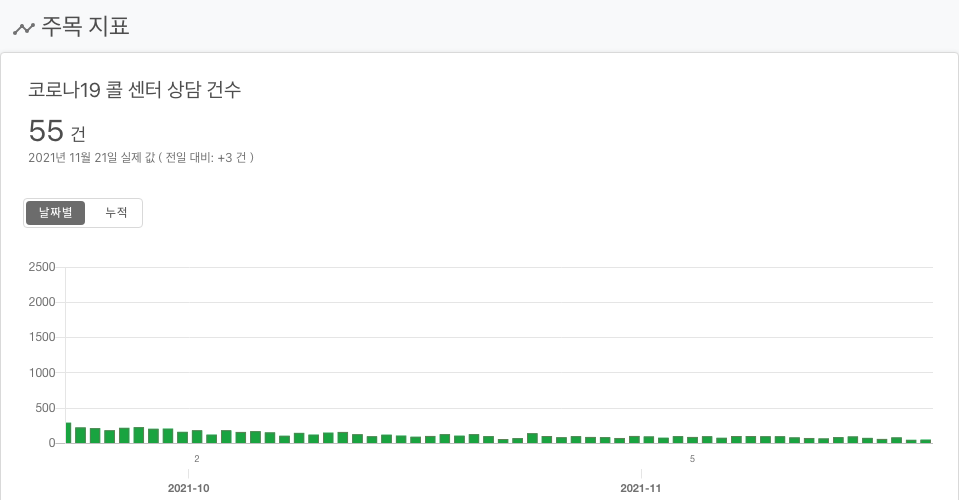 주목 지표
코로나19 콜 센터 상담 건수
55 건
2021년 11월 21일 실제 값 ( 전일 대비: +3 건 )
날짜별 누적
2500
2000
1500
1000
500
0
2 5
2021-10 2021-11